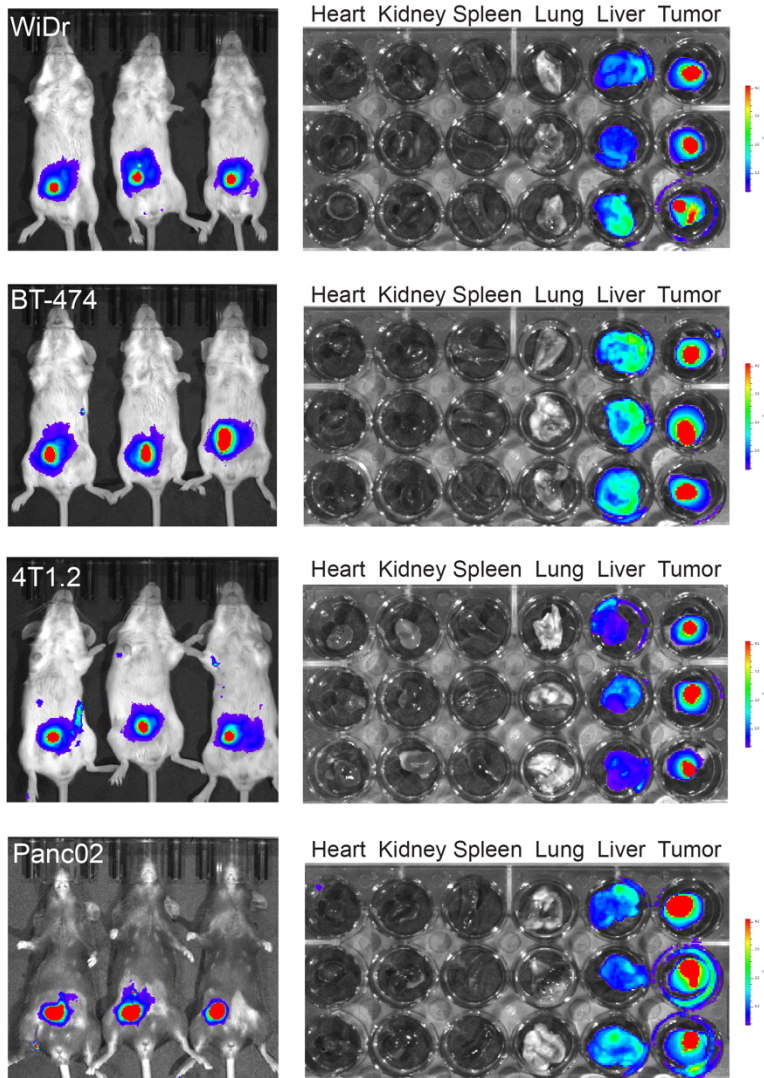 WiDr
Heart Kidney Spleen Lung Liver Tumor
BT-474
Heart Kidney Spleen Lung Liver Tumor
4T1.2
Heart Kidney Spleen Lung Liver Tumor
Panc02
Heart Kidney Spleen Lung Liver Tumor